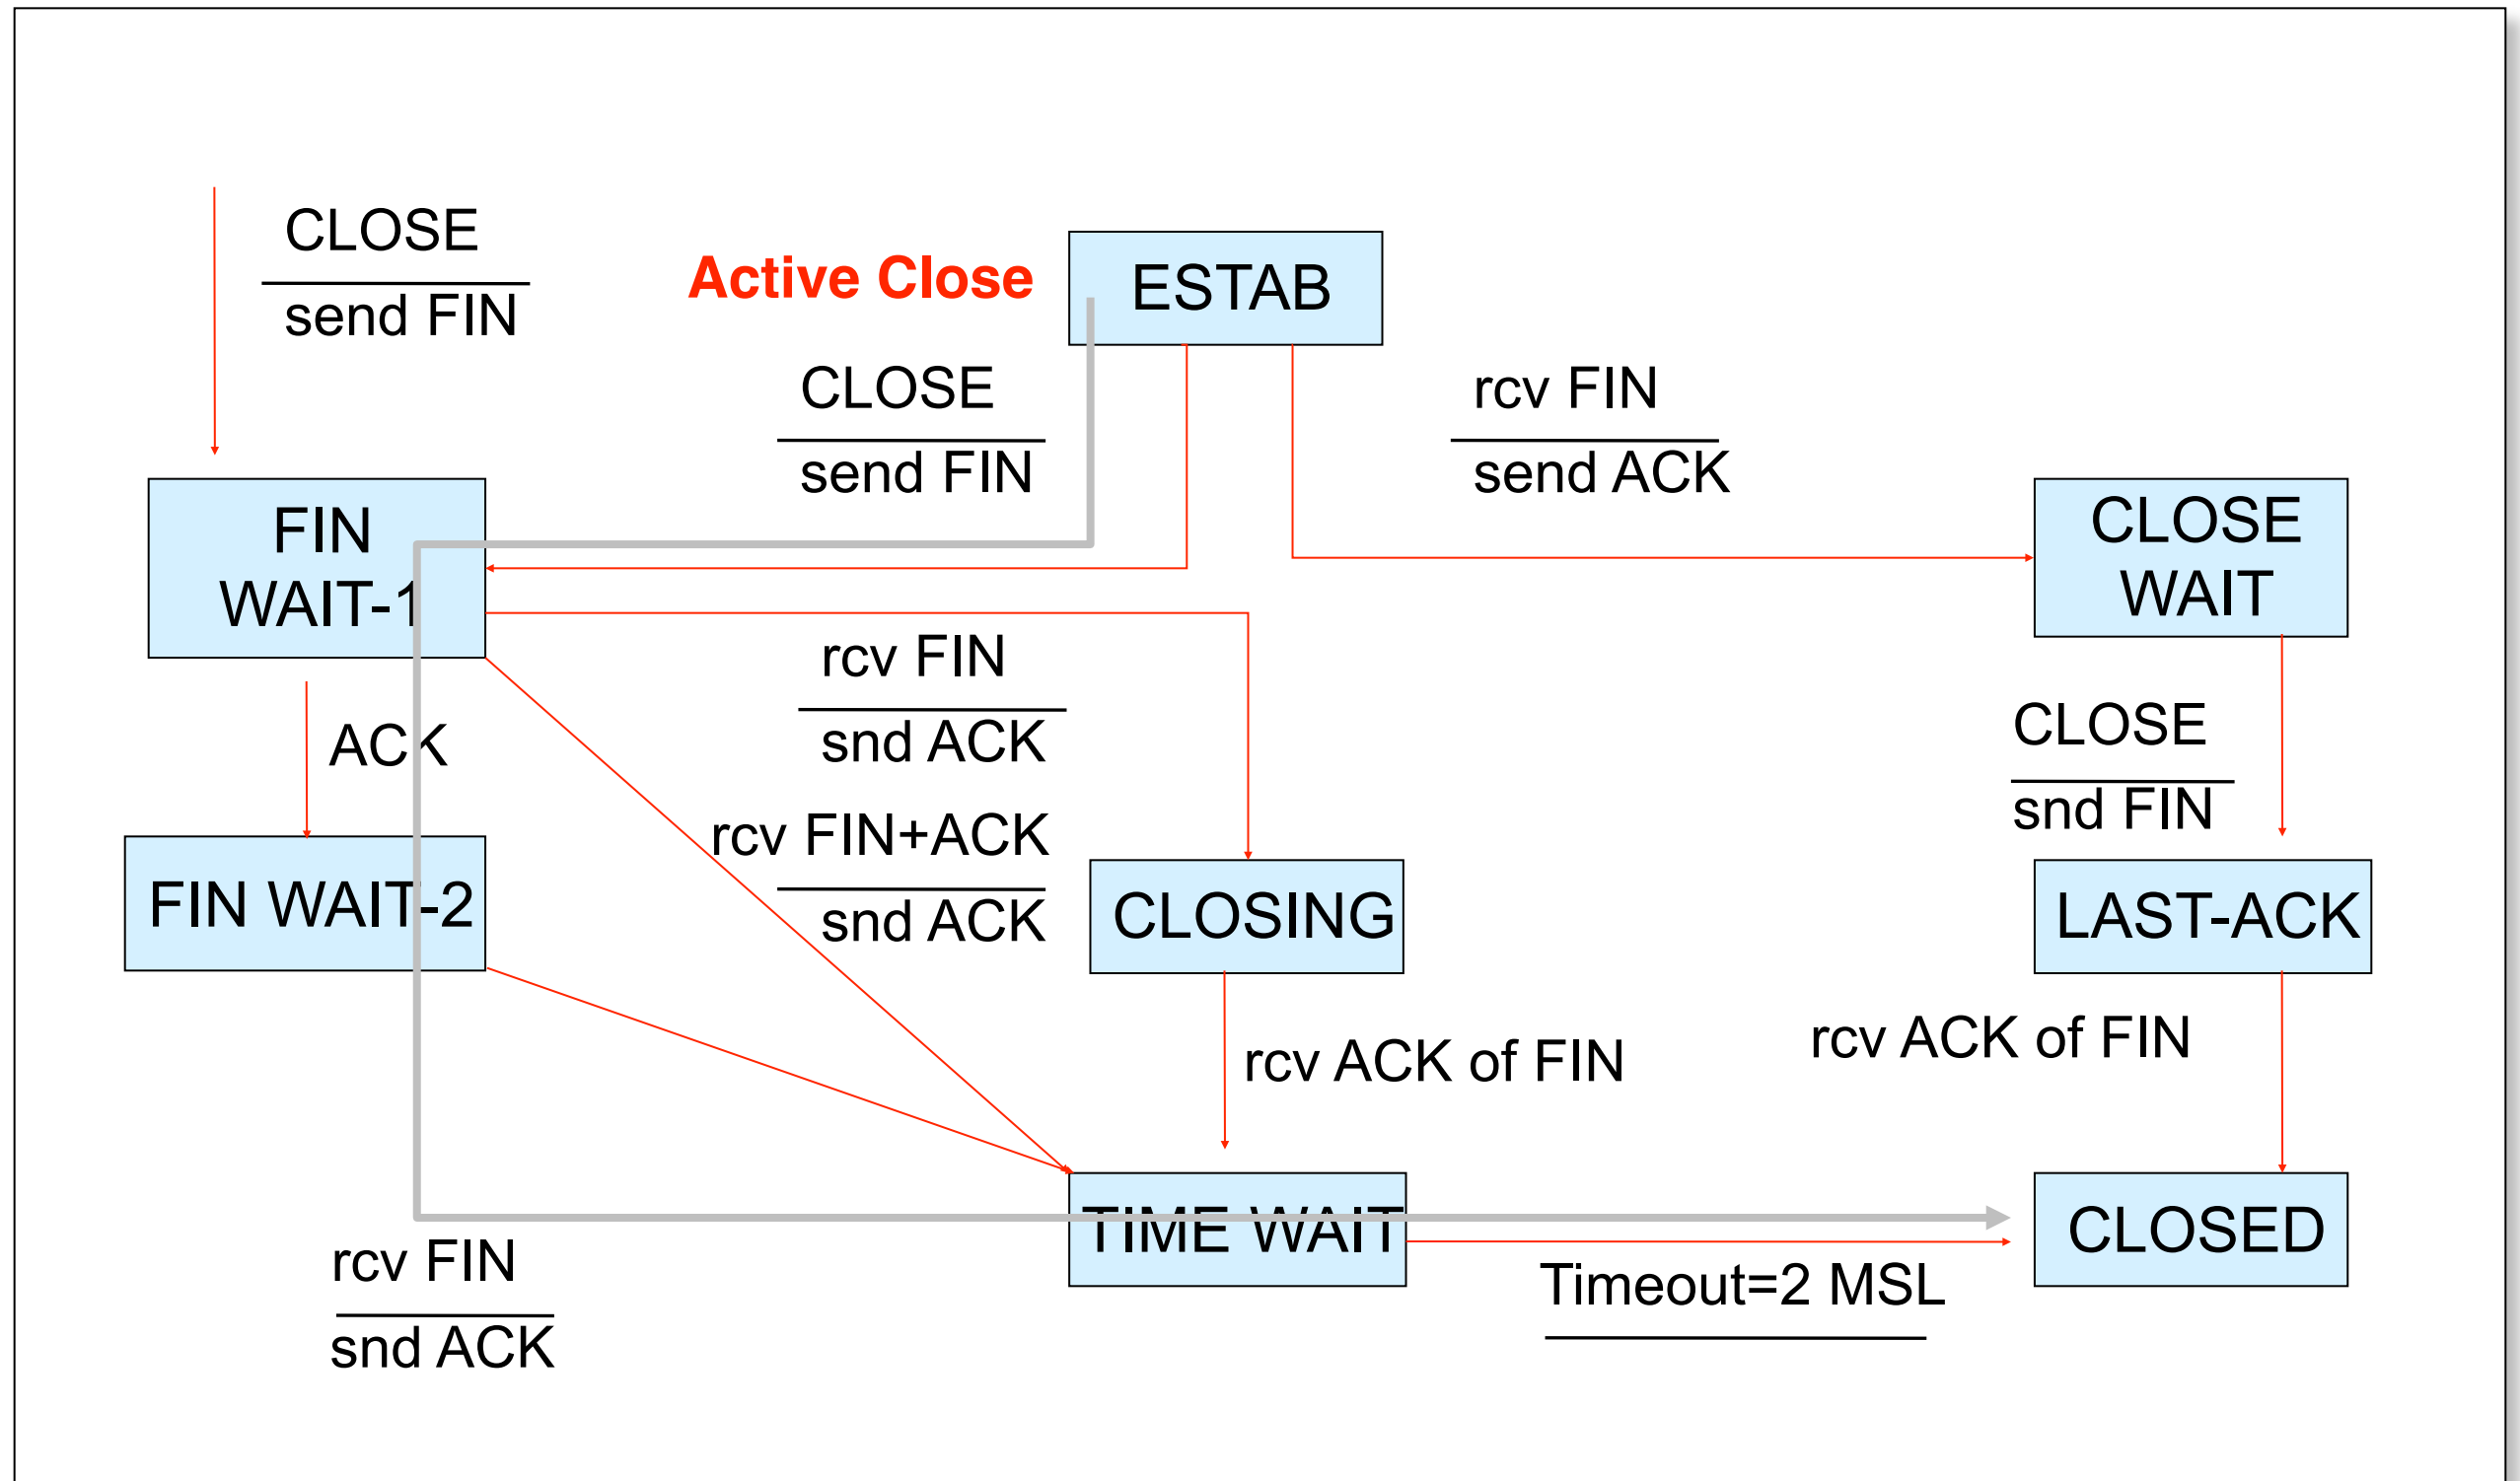 CLOSE
send FIN
Active Close
ESTAB
CLOSE
send FIN
rcv FIN
send ACK
FIN
WAIT-1
CLOSE
WAIT
rcv FIN
snd ACK
ACK
CLOSE
snd FIN
rcv FIN+ACK
snd ACK
FIN WAIT-2
CLOSING
LAST-ACK
rcv ACK of FIN
rcv ACK of FIN
TIME WAIT
CLOSED
rcv FIN
snd ACK
Timeout=2 MSL